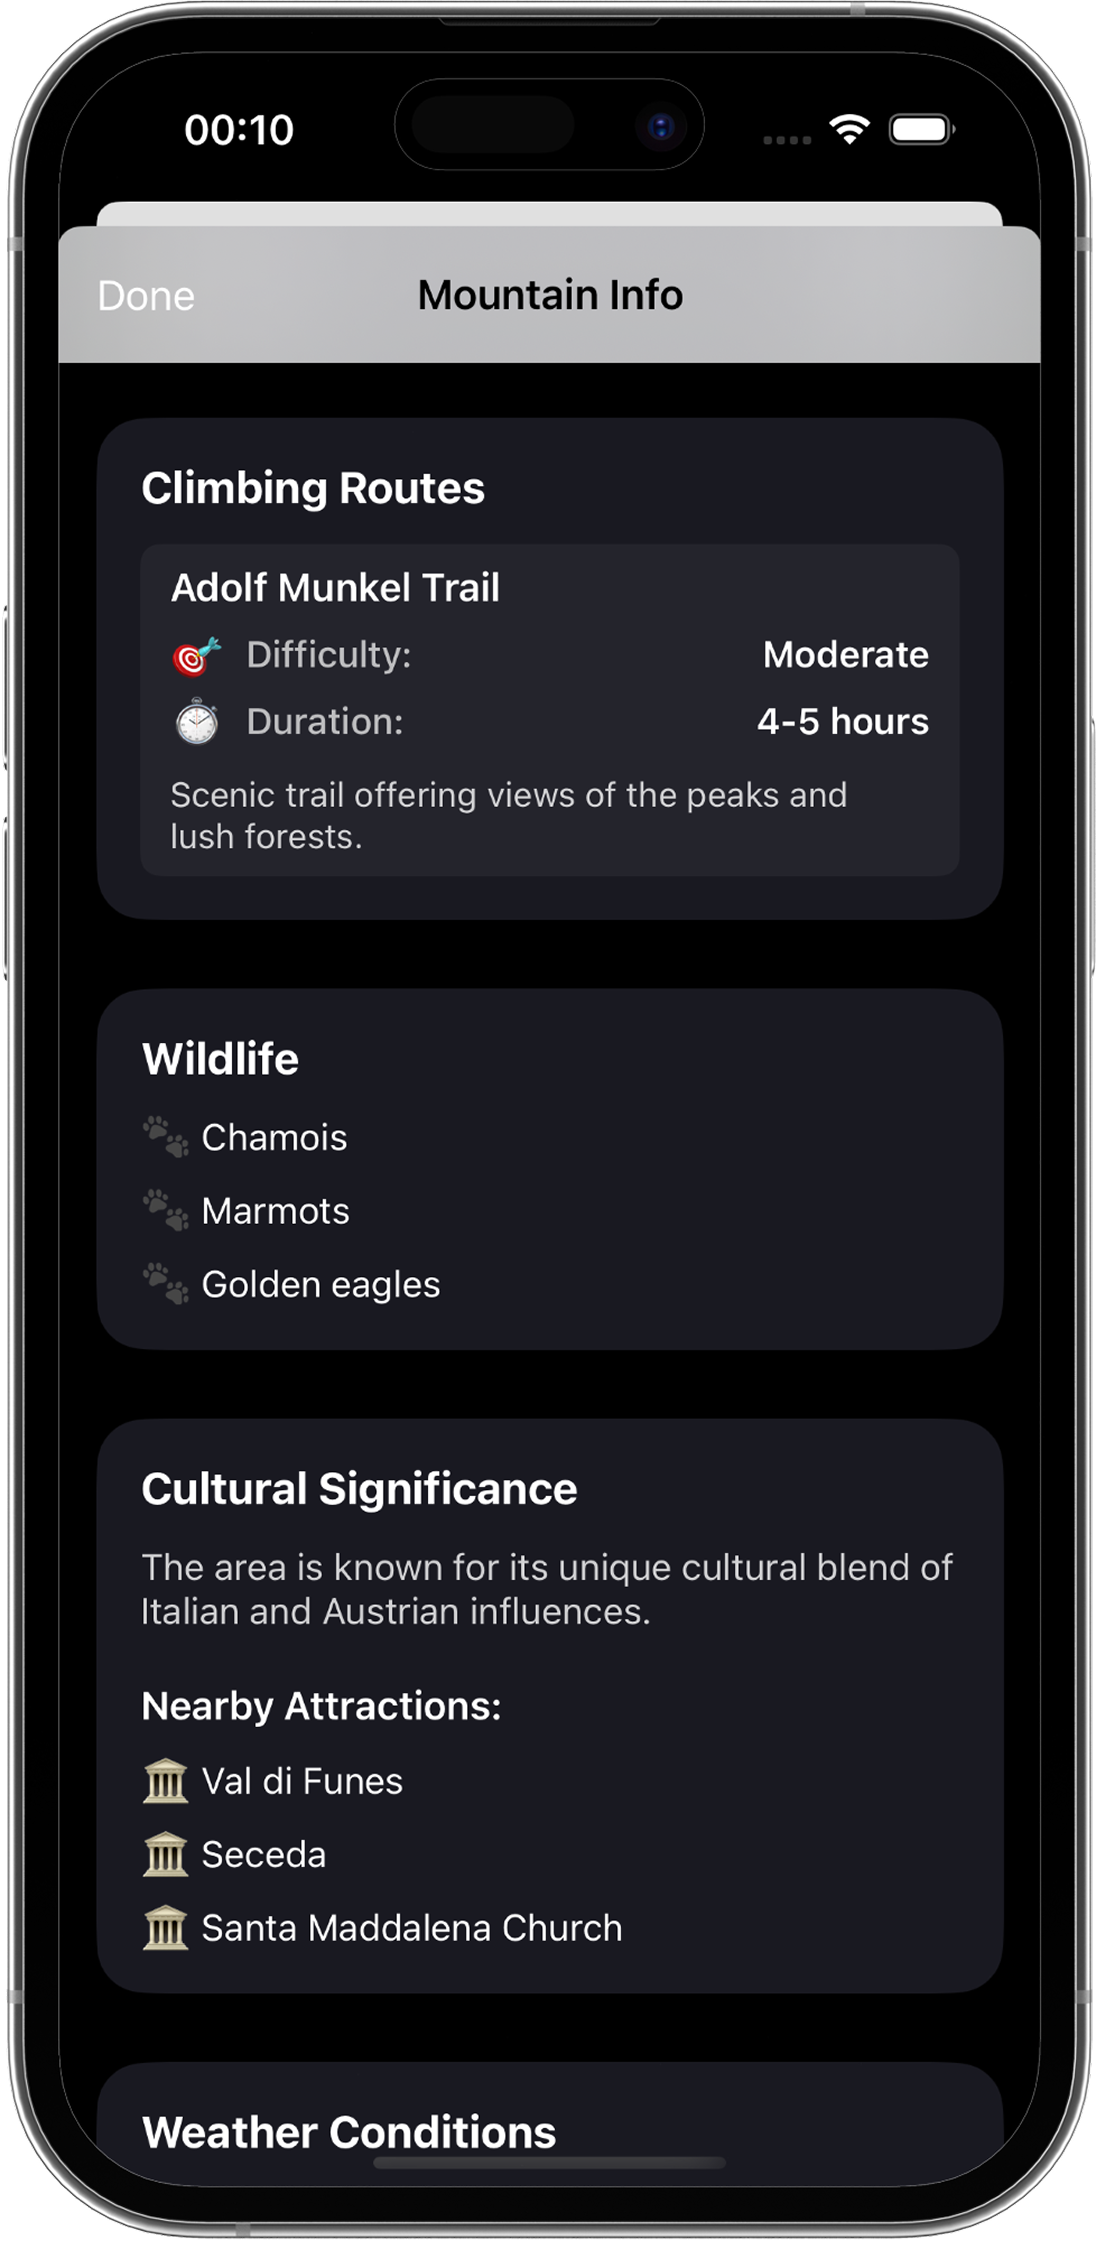 00:10
Done
Mountain Info
Climbing Routes
Adolf Munkel Trail
Difficulty:
Moderate
Duration:
4-5 hours
Scenic trail offering views of the peaks and
lush forests.
Wildlife
Chamois
Marmots
Golden eagles
Cultural Significance
The area is known for its unique cultural blend of
Italian and Austrian influences.
Nearby Attractions:
Val di Funes
Seceda
Santa Maddalena Church
Weather Conditions